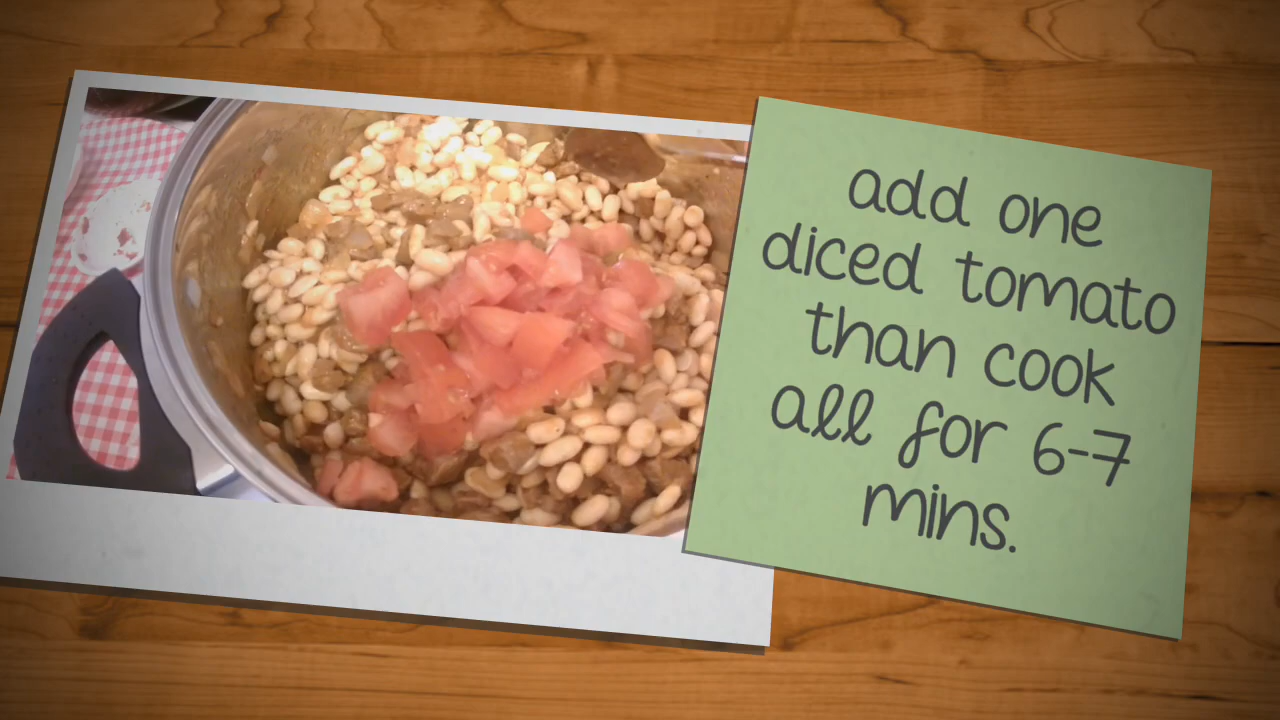 add one
diced tomato
than cook
all for 6-7
mins.